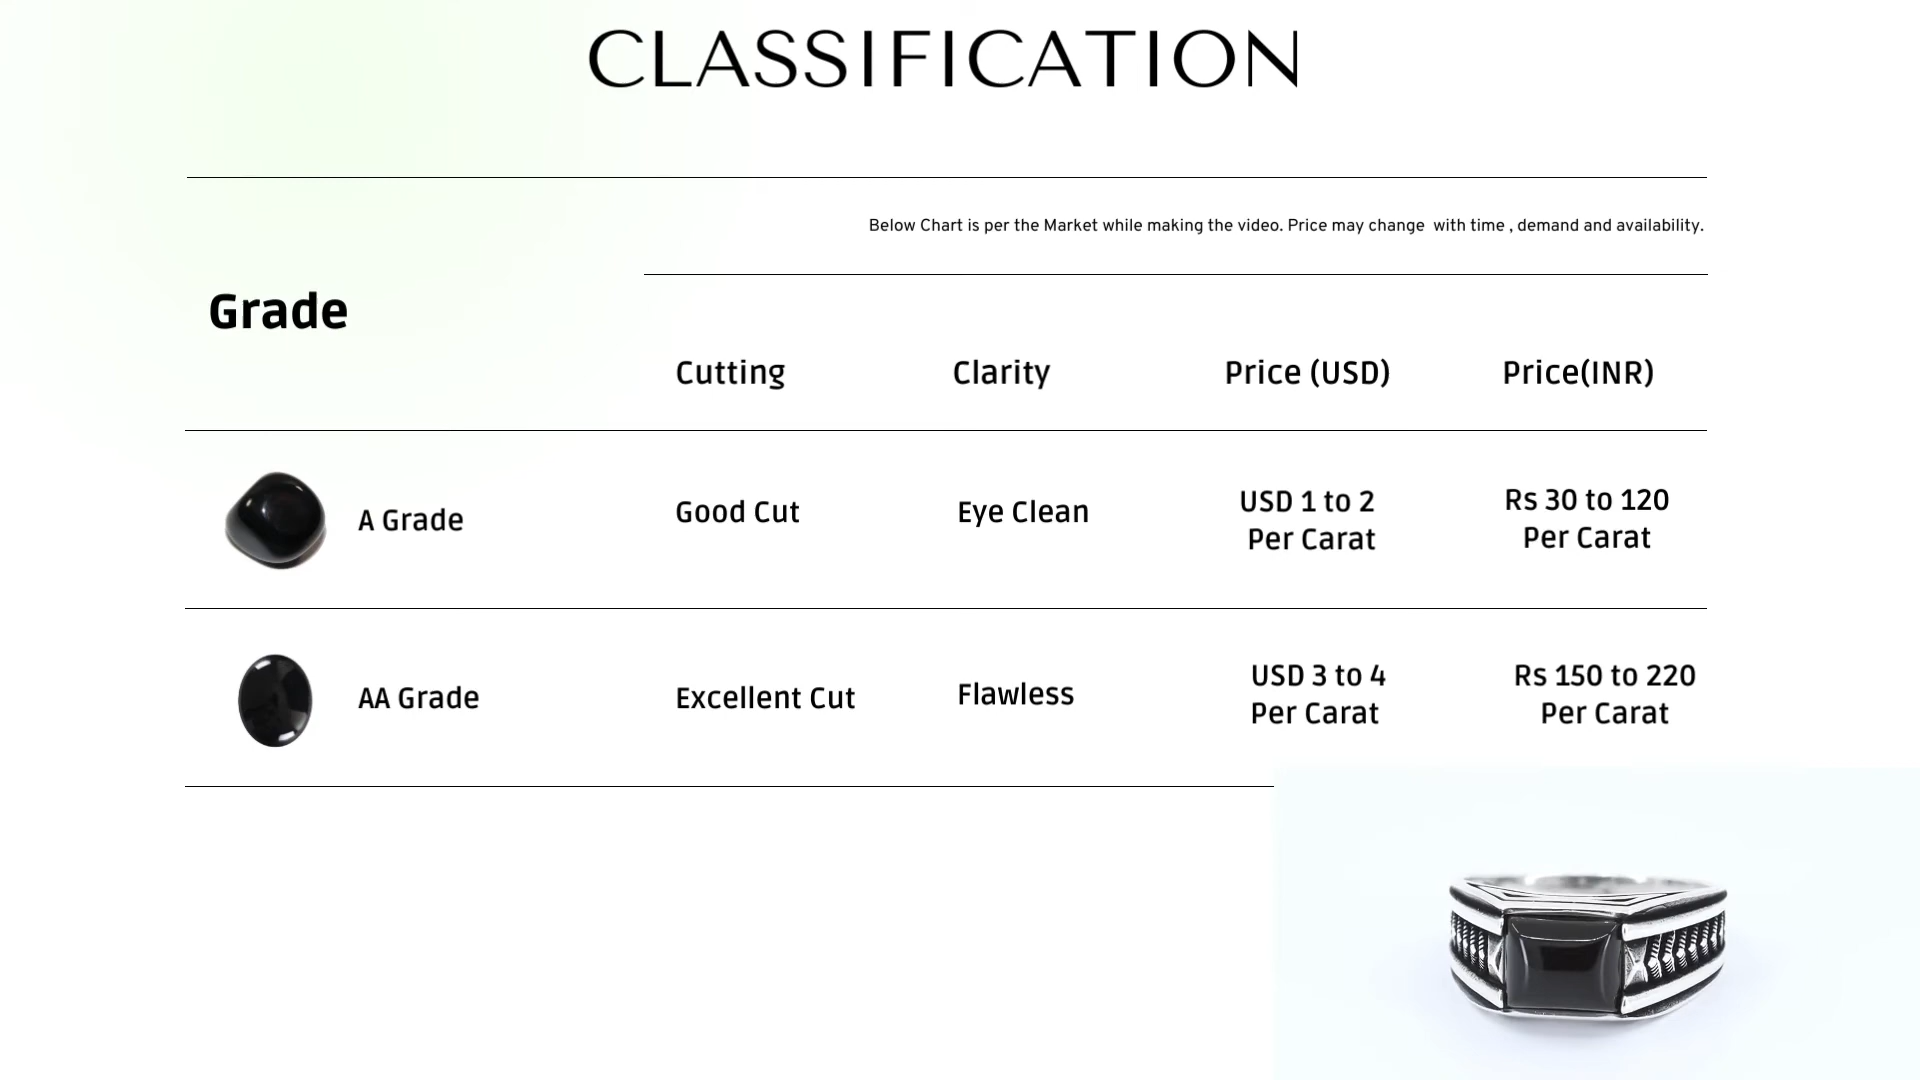 CLASSIFICATION
Below Chart is per the Market while making the video. Price may change with time , demand and availability.
Grade
Cutting Clarity Price (USD) Price(INR)
A Grade Good Cut Eye Clean USD 1 to 2 Rs 30 to 120
Per Carat Per Carat
AA Grade Excellent Cut Flawless USD 3 to 4 Rs 150 to 220
Per Carat Per Carat